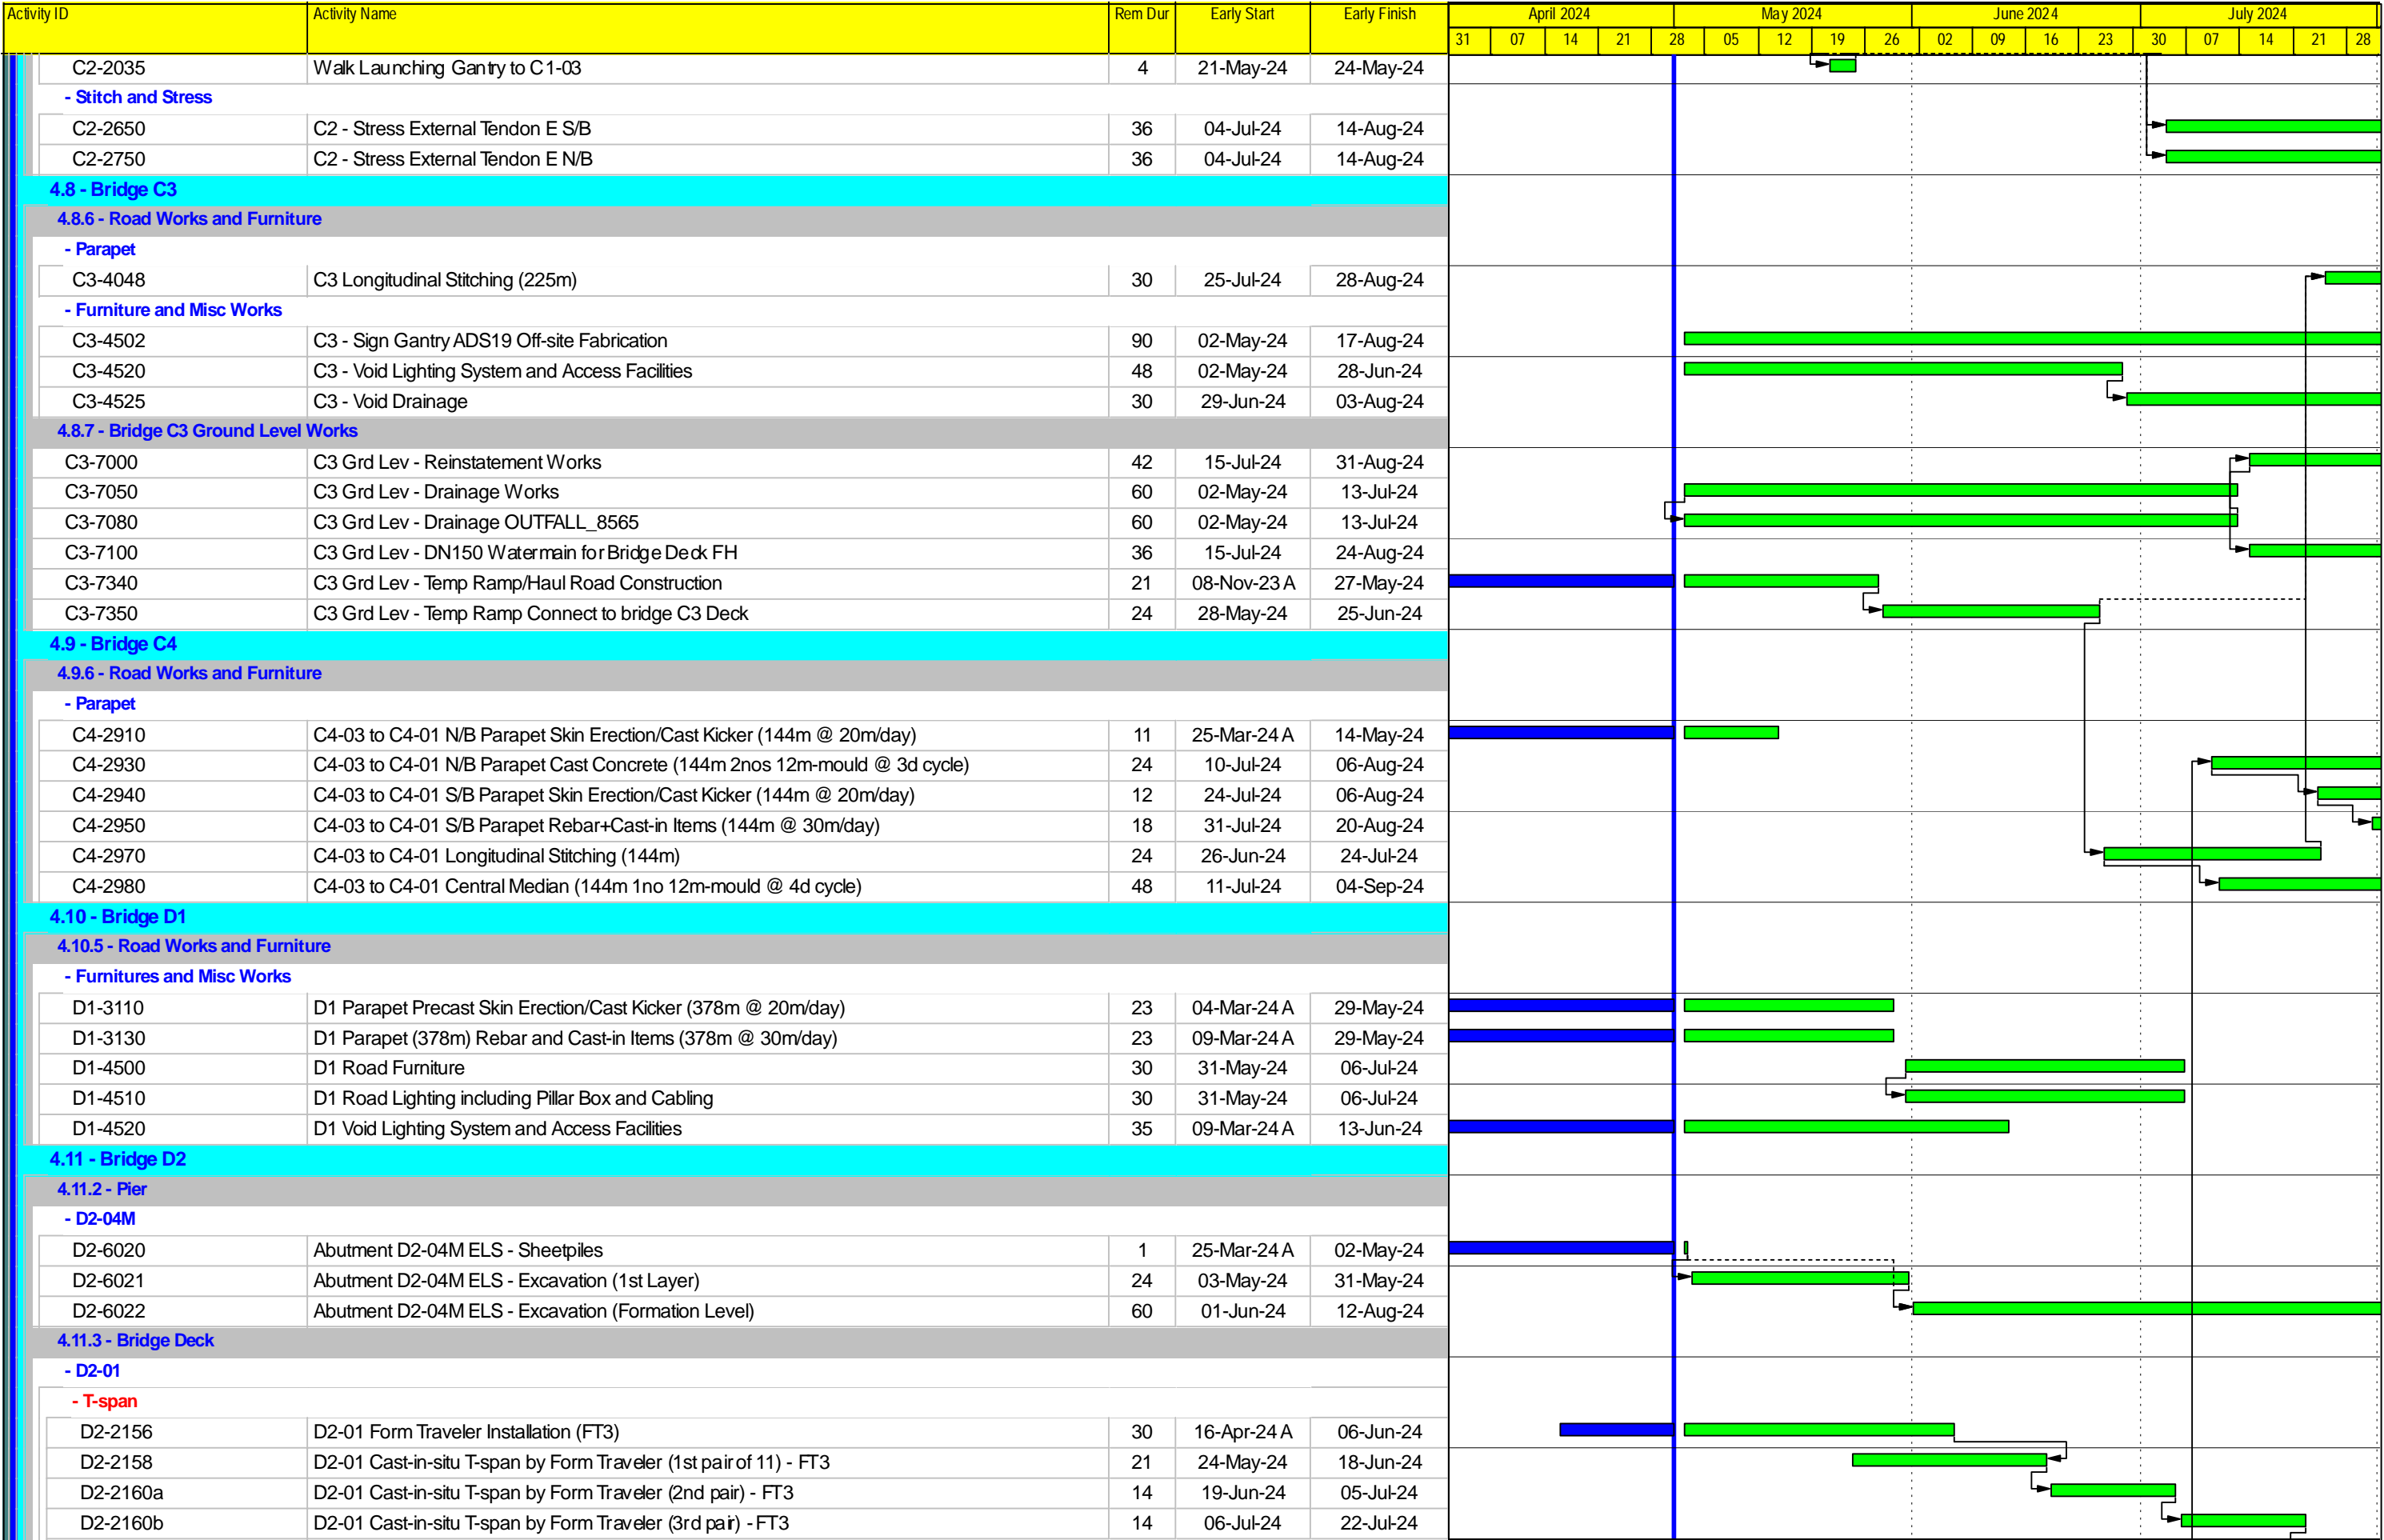 Activity ID Activity Name Rem Dur Early Start Early Finish April 2024 May 2024 June 2024 July 2024
31 07 14 21 28 05 12 19 26 02 09 16 23 30 07 14 21 28
C2-2035 Walk Launching Gantry to C1-03 4 21-May-24 24-May-24
- Stitch and Stress
C2-2650 C2 - Stress External Tendon E S/B 36 04-Jul-24 14-Aug-24
C2-2750 C2 - Stress External Tendon E N/B 36 04-Jul-24 14-Aug-24
4.8 - Bridge C3
4.8.6 - Road Works and Furniture
- Parapet
C3-4048 C3 Longitudinal Stitching (225m) 30 25-Jul-24 28-Aug-24
- Furniture and Misc Works
C3-4502 C3 - Sign Gantry ADS19 Off-site Fabrication 90 02-May-24 17-Aug-24
C3-4520 C3 - Void Lighting System and Access Facilities 48 02-May-24 28-Jun-24
C3-4525 C3 - Void Drainage 30 29-Jun-24 03-Aug-24
4.8.7 - Bridge C3 Ground Level Works
C3-7000 C3 Grd Lev - Reinstatement Works 42 15-Jul-24 31-Aug-24
C3-7050 C3 Grd Lev - Drainage Works 60 02-May-24 13-Jul-24
C3-7080 C3 Grd Lev - Drainage OUTFALL_8565 60 02-May-24 13-Jul-24
C3-7100 C3 Grd Lev - DN150 Watermain for Bridge Deck FH 36 15-Jul-24 24-Aug-24
C3-7340 C3 Grd Lev - Temp Ramp/Haul Road Construction 21 08-Nov-23 A 27-May-24
C3-7350 C3 Grd Lev - Temp Ramp Connect to bridge C3 Deck 24 28-May-24 25-Jun-24
4.9 - Bridge C4
4.9.6 - Road Works and Furniture
- Parapet
C4-2910 C4-03 to C4-01 N/B Parapet Skin Erection/Cast Kicker (144m @ 20m/day) 11 25-Mar-24 A 14-May-24
C4-2930 C4-03 to C4-01 N/B Parapet Cast Concrete (144m 2nos 12m-mould @ 3d cycle) 24 10-Jul-24 06-Aug-24
C4-2940 C4-03 to C4-01 S/B Parapet Skin Erection/Cast Kicker (144m @ 20m/day) 12 24-Jul-24 06-Aug-24
C4-2950 C4-03 to C4-01 S/B Parapet Rebar+Cast-in Items (144m @ 30m/day) 18 31-Jul-24 20-Aug-24
C4-2970 C4-03 to C4-01 Longitudinal Stitching (144m) 24 26-Jun-24 24-Jul-24
C4-2980 C4-03 to C4-01 Central Median (144m 1no 12m-mould @ 4d cycle) 48 11-Jul-24 04-Sep-24
4.10 - Bridge D1
4.10.5 - Road Works and Furniture
- Furnitures and Misc Works
D1-3110 D1 Parapet Precast Skin Erection/Cast Kicker (378m @ 20m/day) 23 04-Mar-24 A 29-May-24
D1-3130 D1 Parapet (378m) Rebar and Cast-in Items (378m @ 30m/day) 23 09-Mar-24 A 29-May-24
D1-4500 D1 Road Furniture 30 31-May-24 06-Jul-24
D1-4510 D1 Road Lighting including Pillar Box and Cabling 30 31-May-24 06-Jul-24
D1-4520 D1 Void Lighting System and Access Facilities 35 09-Mar-24 A 13-Jun-24
4.11 - Bridge D2
4.11.2 - Pier
- D2-04M
D2-6020 Abutment D2-04M ELS - Sheetpiles 1 25-Mar-24 A 02-May-24
D2-6021 Abutment D2-04M ELS - Excavation (1st Layer) 24 03-May-24 31-May-24
D2-6022 Abutment D2-04M ELS - Excavation (Formation Level) 60 01-Jun-24 12-Aug-24
4.11.3 - Bridge Deck
- D2-01
- T-span
D2-2156 D2-01 Form Traveler Installation (FT3) 30 16-Apr-24 A 06-Jun-24
D2-2158 D2-01 Cast-in-situ T-span by Form Traveler (1st pair of 11) - FT3 21 24-May-24 18-Jun-24
D2-2160a D2-01 Cast-in-situ T-span by Form Traveler (2nd pair) - FT3 14 19-Jun-24 05-Jul-24
D2-2160b D2-01 Cast-in-situ T-span by Form Traveler (3rd pair) - FT3 14 06-Jul-24 22-Jul-24